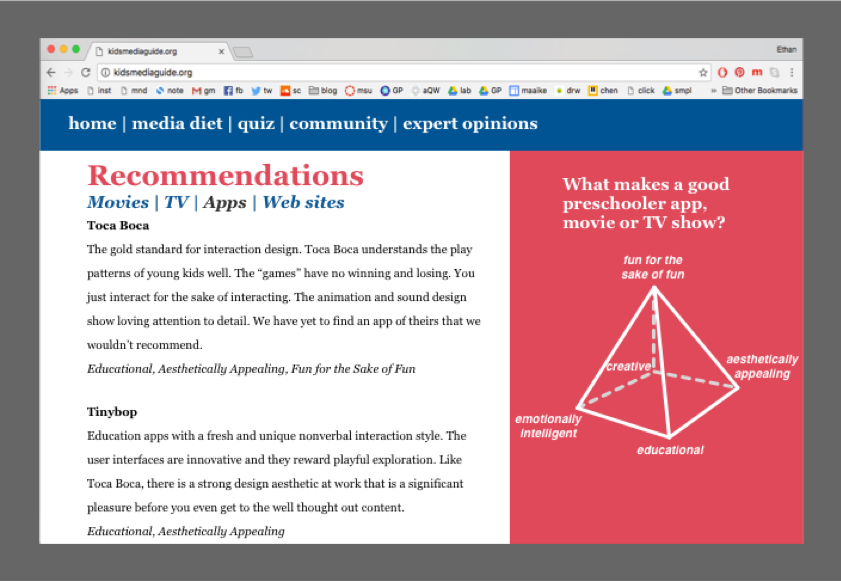 kidsmediaguide.org
Ethan
kidsmediaguide.org
Apps inst mnd note gm fb tw sc blog msu GP aQW lab GP maaike drw chen click smpl » Other Bookmarks
home | media diet | quiz | community | expert opinions
Recommendations
Movies | TV | Apps | Web sites
Toca Boca
The gold standard for interaction design. Toca Boca understands the play
patterns of young kids well. The “games” have no winning and losing. You
just interact for the sake of interacting. The animation and sound design
show loving attention to detail. We have yet to find an app of theirs that we
wouldn’t recommend.
Educational, Aesthetically Appealing, Fun for the Sake of Fun
Tinybop
Education apps with a fresh and unique nonverbal interaction style. The
user interfaces are innovative and they reward playful exploration. Like
Toca Boca, there is a strong design aesthetic at work that is a significant
pleasure before you even get to the well thought out content.
Educational, Aesthetically Appealing
What makes a good
preschooler app,
movie or TV show?
fun for the
sake of fun
creative
aesthetically
appealing
emotionally
intelligent
educational